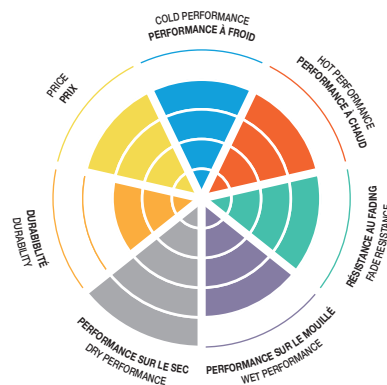 COLD PERFORMANCE
PERFORMANCE À FROID
HOT PERFORMANCE
PERFORMANCE À CHAUD
RÉSISTANCE AU FADING
FADE RESISTANCE
PERFORMANCE SUR LE MOUILLÉ
WET PERFORMANCE
PERFORMANCE SUR LE SEC
DRY PERFORMANCE
DURABIBLITÉ
DURABILITY
PRICE
PRIX